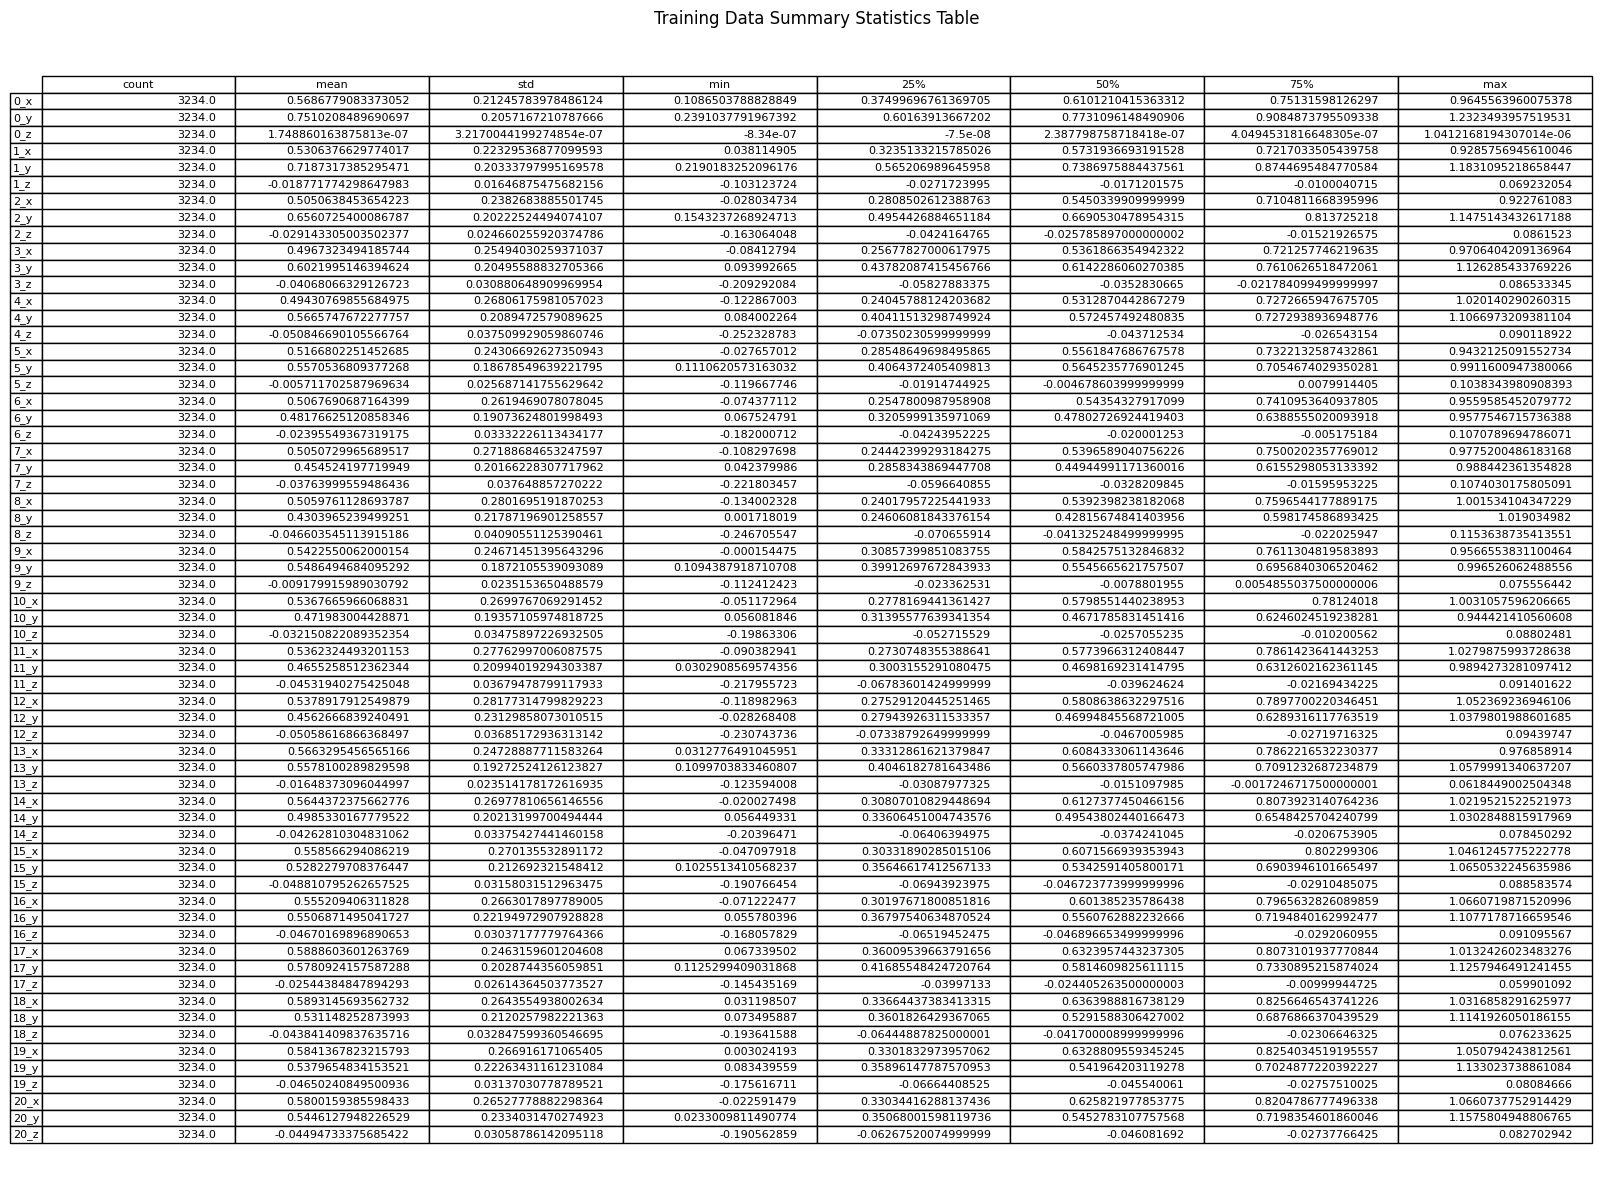 Training Data Summary Statistics Table
count mean std min 25% 50% 75% max
0_x 3234.0 0.5686779083373052 0.21245783978486124 0.1086503788828849 0.37499696761369705 0.6101210415363312 0.75131598126297 0.9645563960075378
0_y 3234.0 0.7510208489690697 0.2057167210787666 0.2391037791967392 0.60163913667202 0.7731096148490906 0.9084873795509338 1.2323493957519531
0_z 3234.0 1.748860163875813e-07 3.2170044199274854e-07 -8.34e-07 -7.5e-08 2.387798758718418e-07 4.0494531816648305e-07 1.0412168194307014e-06
1_x 3234.0 0.5306376629774017 0.22329536877099593 0.038114905 0.3235133215785026 0.5731936693191528 0.7217033505439758 0.9285756945610046
1_y 3234.0 0.7187317385295471 0.20333797995169578 0.2190183252096176 0.565206989645958 0.7386975884437561 0.8744695484770584 1.1831095218658447
1_z 3234.0 -0.018771774298647983 0.01646875475682156 -0.103123724 -0.0271723995 -0.0171201575 -0.0100040715 0.069232054
2_x 3234.0 0.5050638453654223 0.2382683885501745 -0.028034734 0.2808502612388763 0.5450339909999999 0.7104811668395996 0.922761083
2_y 3234.0 0.6560725400086787 0.20222524494074107 0.1543237268924713 0.4954426884651184 0.6690530478954315 0.813725218 1.1475143432617188
2_z 3234.0 -0.029143305003502377 0.024660255920374786 -0.163064048 -0.0424164765 -0.025785897000000002 -0.01521926575 0.0861523
3_x 3234.0 0.4967323494185744 0.25494030259371037 -0.08412794 0.25677827000617975 0.5361866354942322 0.721257746219635 0.9706404209136964
3_y 3234.0 0.6021995146394624 0.20495588832705366 0.093992665 0.43782087415456766 0.6142286060270385 0.7610626518472061 1.126285433769226
3_z 3234.0 -0.04068066329126723 0.030880648909969954 -0.209292084 -0.05827883375 -0.0352830665 -0.021784099499999997 0.086533345
4_x 3234.0 0.49430769855684975 0.26806175981057023 -0.122867003 0.24045788124203682 0.5312870442867279 0.7272665947675705 1.020140290260315
4_y 3234.0 0.5665747672277757 0.2089472579089625 0.084002264 0.40411513298749924 0.572457492480835 0.7272938936948776 1.1066973209381104
4_z 3234.0 -0.050846690105566764 0.037509929059860746 -0.252328783 -0.07350230599999999 -0.043712534 -0.026543154 0.090118922
5_x 3234.0 0.5166802251452685 0.24306692627350943 -0.027657012 0.28548649698495865 0.5561847686767578 0.7322132587432861 0.9432125091552734
5_y 3234.0 0.5570536809377268 0.18678549639221795 0.1110620573163032 0.4064372405409813 0.5645235776901245 0.7054674029350281 0.9911600947380066
5_z 3234.0 -0.005711702587969634 0.025687141755629642 -0.119667746 -0.01914744925 -0.004678603999999999 0.0079914405 0.1038343980908393
6_x 3234.0 0.5067690687164399 0.2619469078078045 -0.074377112 0.2547800987958908 0.54354327917099 0.7410953640937805 0.9559585452079772
6_y 3234.0 0.48176625120858346 0.19073624801998493 0.067524791 0.3205999135971069 0.47802726924419403 0.6388555020093918 0.9577546715736388
6_z 3234.0 -0.02395549367319175 0.03332226113434177 -0.182000712 -0.04243952225 -0.020001253 -0.005175184 0.1070789694786071
7_x 3234.0 0.5050729965689517 0.27188684653247597 -0.108297698 0.24442399293184275 0.5396589040756226 0.7500202357769012 0.9775200486183168
7_y 3234.0 0.454524197719949 0.20166228307717962 0.042379986 0.2858343869447708 0.44944991171360016 0.6155298053133392 0.988442361354828
7_z 3234.0 -0.03763999559486436 0.037648857270222 -0.221803457 -0.0596640855 -0.0328209845 -0.01595953225 0.1074030175805091
8_x 3234.0 0.5059761128693787 0.2801695191870253 -0.134002328 0.24017957225441933 0.5392398238182068 0.7596544177889175 1.001534104347229
8_y 3234.0 0.4303965239499251 0.21787196901258557 0.001718019 0.24606081843376154 0.42815674841403956 0.598174586893425 1.019034982
8_z 3234.0 -0.046603545113915186 0.04090551125390461 -0.246705547 -0.070655914 -0.041325248499999995 -0.022025947 0.1153638735413551
9_x 3234.0 0.5422550062000154 0.24671451395643296 -0.000154475 0.30857399851083755 0.5842575132846832 0.7611304819583893 0.9566553831100464
9_y 3234.0 0.5486494684095292 0.1872105539093089 0.1094387918710708 0.39912697672843933 0.5545665621757507 0.6956840306520462 0.996526062488556
9_z 3234.0 -0.009179915989030792 0.0235153650488579 -0.112412423 -0.023362531 -0.0078801955 0.0054855037500000006 0.075556442
10_x 3234.0 0.5367665966068831 0.2699767069291452 -0.051172964 0.2778169441361427 0.5798551440238953 0.78124018 1.0031057596206665
10_y 3234.0 0.471983004428871 0.19357105974818725 0.056081846 0.31395577639341354 0.4671785831451416 0.6246024519238281 0.944421410560608
10_z 3234.0 -0.032150822089352354 0.03475897226932505 -0.19863306 -0.052715529 -0.0257055235 -0.010200562 0.08802481
11_x 3234.0 0.5362324493201153 0.27762997006087575 -0.090382941 0.2730748355388641 0.5773966312408447 0.7861423641443253 1.0279875993728638
11_y 3234.0 0.4655258512362344 0.20994019294303387 0.0302908569574356 0.3003155291080475 0.4698169231414795 0.6312602162361145 0.9894273281097412
11_z 3234.0 -0.04531940275425048 0.03679478799117933 -0.217955723 -0.06783601424999999 -0.039624624 -0.02169434225 0.091401622
12_x 3234.0 0.5378917912549879 0.28177314799829223 -0.118982963 0.27529120445251465 0.5808638632297516 0.7897700220346451 1.052369236946106
12_y 3234.0 0.4562666839240491 0.23129858073010515 -0.028268408 0.27943926311533357 0.46994845568721005 0.6289316117763519 1.0379801988601685
12_z 3234.0 -0.05058616866368497 0.03685172936313142 -0.230743736 -0.07338792649999999 -0.0467005985 -0.02719716325 0.09439747
13_x 3234.0 0.5663295456565166 0.24728887711583264 0.0312776491045951 0.33312861621379847 0.6084333061143646 0.7862216532230377 0.976858914
13_y 3234.0 0.5578100289829598 0.19272524126123827 0.1099703833460807 0.4046182781643486 0.5660337805747986 0.7091232687234879 1.0579991340637207
13_z 3234.0 -0.01648373096044997 0.023514178172616935 -0.123594008 -0.03087977325 -0.0151097985 -0.0017246717500000001 0.0618449002504348
14_x 3234.0 0.5644372375662776 0.26977810656146556 -0.020027498 0.30807010829448694 0.6127377450466156 0.8073923140764236 1.0219521522521973
14_y 3234.0 0.4985330167779522 0.20213199700494444 0.056449331 0.33606451004743576 0.49543802440166473 0.6548425704240799 1.0302848815917969
14_z 3234.0 -0.04262810304831062 0.03375427441460158 -0.20396471 -0.06406394975 -0.0374241045 -0.0206753905 0.078450292
15_x 3234.0 0.558566294086219 0.270135532891172 -0.047097918 0.30331890285015106 0.6071566939353943 0.802299306 1.0461245775222778
15_y 3234.0 0.5282279708376447 0.212692321548412 0.1025513410568237 0.35646617412567133 0.5342591405800171 0.6903946101665497 1.0650532245635986
15_z 3234.0 -0.048810795262657525 0.03158031512963475 -0.190766454 -0.06943923975 -0.046723773999999996 -0.02910485075 0.088583574
16_x 3234.0 0.555209406311828 0.2663017897789005 -0.071222477 0.30197671800851816 0.601385235786438 0.7965632826089859 1.0660719871520996
16_y 3234.0 0.5506871495041727 0.22194972907928828 0.055780396 0.36797540634870524 0.5560762882232666 0.7194840162992477 1.1077178716659546
16_z 3234.0 -0.04670169896890653 0.03037177779764366 -0.168057829 -0.06519452475 -0.046896653499999996 -0.0292060955 0.091095567
17_x 3234.0 0.5888603601263769 0.2463159601204608 0.067339502 0.36009539663791656 0.6323957443237305 0.8073101937770844 1.0132426023483276
17_y 3234.0 0.5780924157587288 0.2028744356059851 0.1125299409031868 0.41685548424720764 0.5814609825611115 0.7330895215874024 1.1257946491241455
17_z 3234.0 -0.02544384847894293 0.02614364503773527 -0.145435169 -0.03997133 -0.024405263500000003 -0.00999944725 0.059901092
18_x 3234.0 0.5893145693562732 0.2643554938002634 0.031198507 0.33664437383413315 0.6363988816738129 0.8256646543741226 1.0316858291625977
18_y 3234.0 0.531148252873993 0.2120257982221363 0.073495887 0.3601826429367065 0.5291588306427002 0.6876866370439529 1.1141926050186155
18_z 3234.0 -0.043841409837635716 0.032847599360546695 -0.193641588 -0.06444887825000001 -0.041700008999999996 -0.02306646325 0.076233625
19_x 3234.0 0.5841367823215793 0.266916171065405 0.003024193 0.3301832973957062 0.6328809559345245 0.8254034519195557 1.050794243812561
19_y 3234.0 0.5379654834153521 0.22634431161231084 0.083439559 0.35896147787570953 0.541964203119278 0.7024877220392227 1.133023738861084
19_z 3234.0 -0.04650240849500936 0.03137030778789521 -0.175616711 -0.06664408525 -0.045540061 -0.02757510025 0.08084666
20_x 3234.0 0.5800159385598433 0.26527778882298364 -0.022591479 0.33034416288137436 0.625821977853775 0.8204786777496338 1.0660737752914429
20_y 3234.0 0.5446127948226529 0.2334031470274923 0.0233009811490774 0.35068001598119736 0.5452783107757568 0.7198354601860046 1.1575804948806765
20_z 3234.0 -0.04494733375685422 0.03058786142095118 -0.190562859 -0.06267520074999999 -0.046081692 -0.02737766425 0.082702942